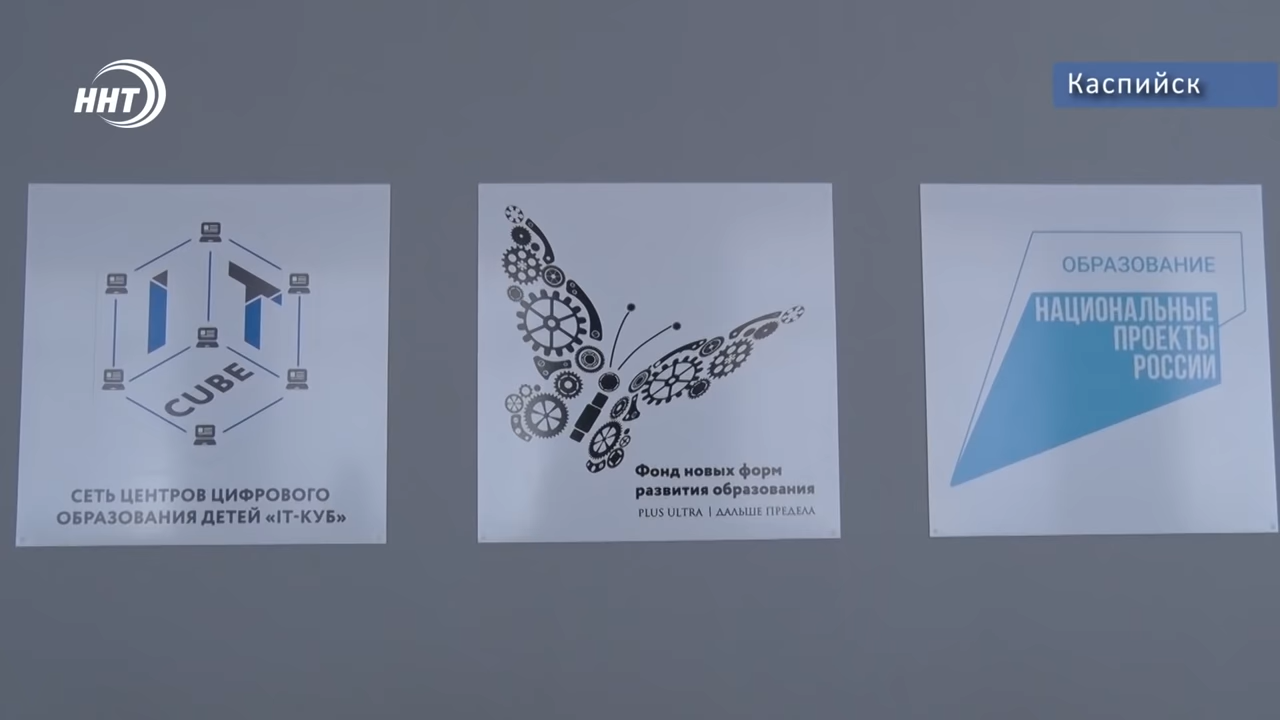 ННТ
Каспийск
IT
CUBE
СЕТЬ ЦЕНТРОВ ЦИФРОВОГО
ОБРАЗОВАНИЯ ДЕТЕЙ «IT-КУБ»
Фонд новых форм
развития образования
PLUS ULTRA | ДАЛЬШЕ ПРЕДЕЛА
ОБРАЗОВАНИЕ
НАЦИОНАЛЬНЫЕ
ПРОЕКТЫ
РОССИИ